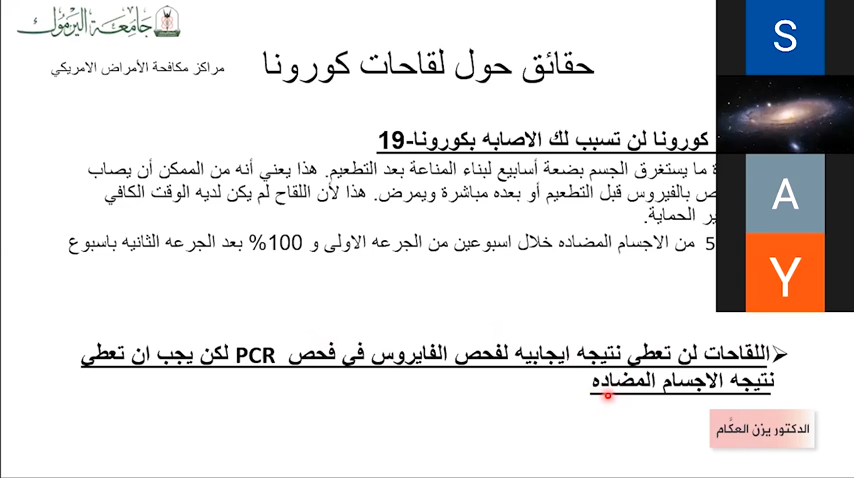 جامعة اليرموك
S
حقائق حول لقاحات كورونا
مراكز مكافحة الأمراض الامريكي
كورونا لن تسبب لك الاصابه بكورونا-19
ما يستغرق الجسم بضعة أسابيع لبناء المناعة بعد التطعيم. هذا يعني أنه من الممكن أن يصاب
بالفيروس قبل التطعيم أو بعده مباشرة ويمرض. هذا لأن اللقاح لم يكن لديه الوقت الكافي
الحماية.
A
من الاجسام المضاده خلال اسبوعين من الجرعه الاولى و 100% بعد الجرعه الثانيه باسبوع
Y
اللقاحات لن تعطي نتيجه ايجابيه لفحص الفايروس في فحص PCR لكن يجب ان تعطي
نتيجه الاجسام المضاده
الدكتور يزن العكّام